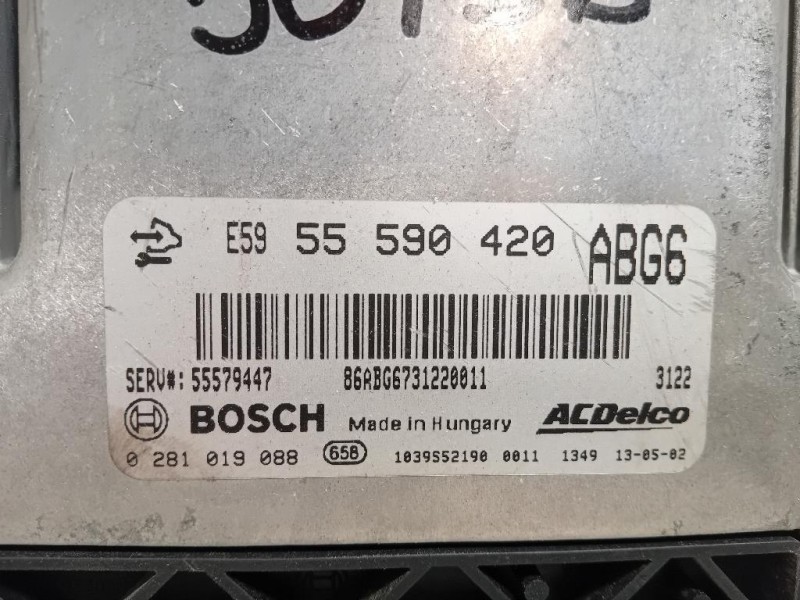 E59 55 590 420 ABG6
SERV#: 55579447 86ABG6731220011 3122
BOSCH Made in Hungary ACDelco
0 281 019 088 658 1039S52190 0011 1349 13-05-02